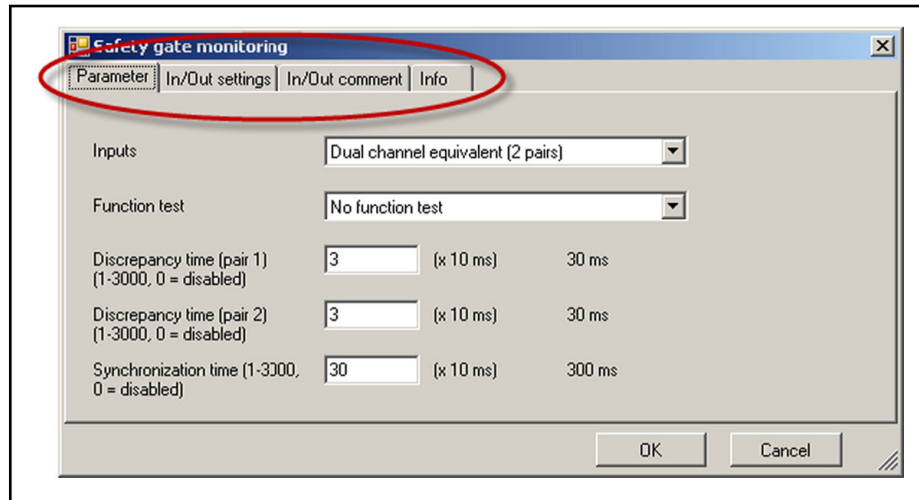 Safety gate monitoring
Parameter In/Out settings In/Out comment Info
Inputs Dual channel equivalent (2 pairs)
Function test No function test
Discrepancy time (pair 1) 3 (x 10 ms) 30 ms
(1-3000, 0 = disabled)
Discrepancy time (pair 2) 3 (x 10 ms) 30 ms
(1-3000, 0 = disabled)
Synchronization time (1-3000, 30 (x 10 ms) 300 ms
0 = disabled)
OK Cancel